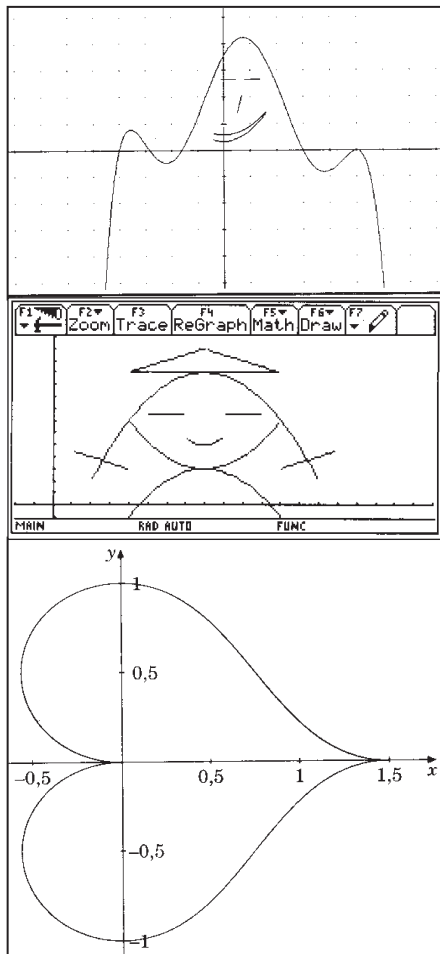 F1 F2 F3 F4 F5 F6 F7
Zoom Trace ReGraph Math Draw
MAIN RAD AUTO FUNC
y
1
0,5
-0,5 0,5 1 1,5 x
-0,5
-1